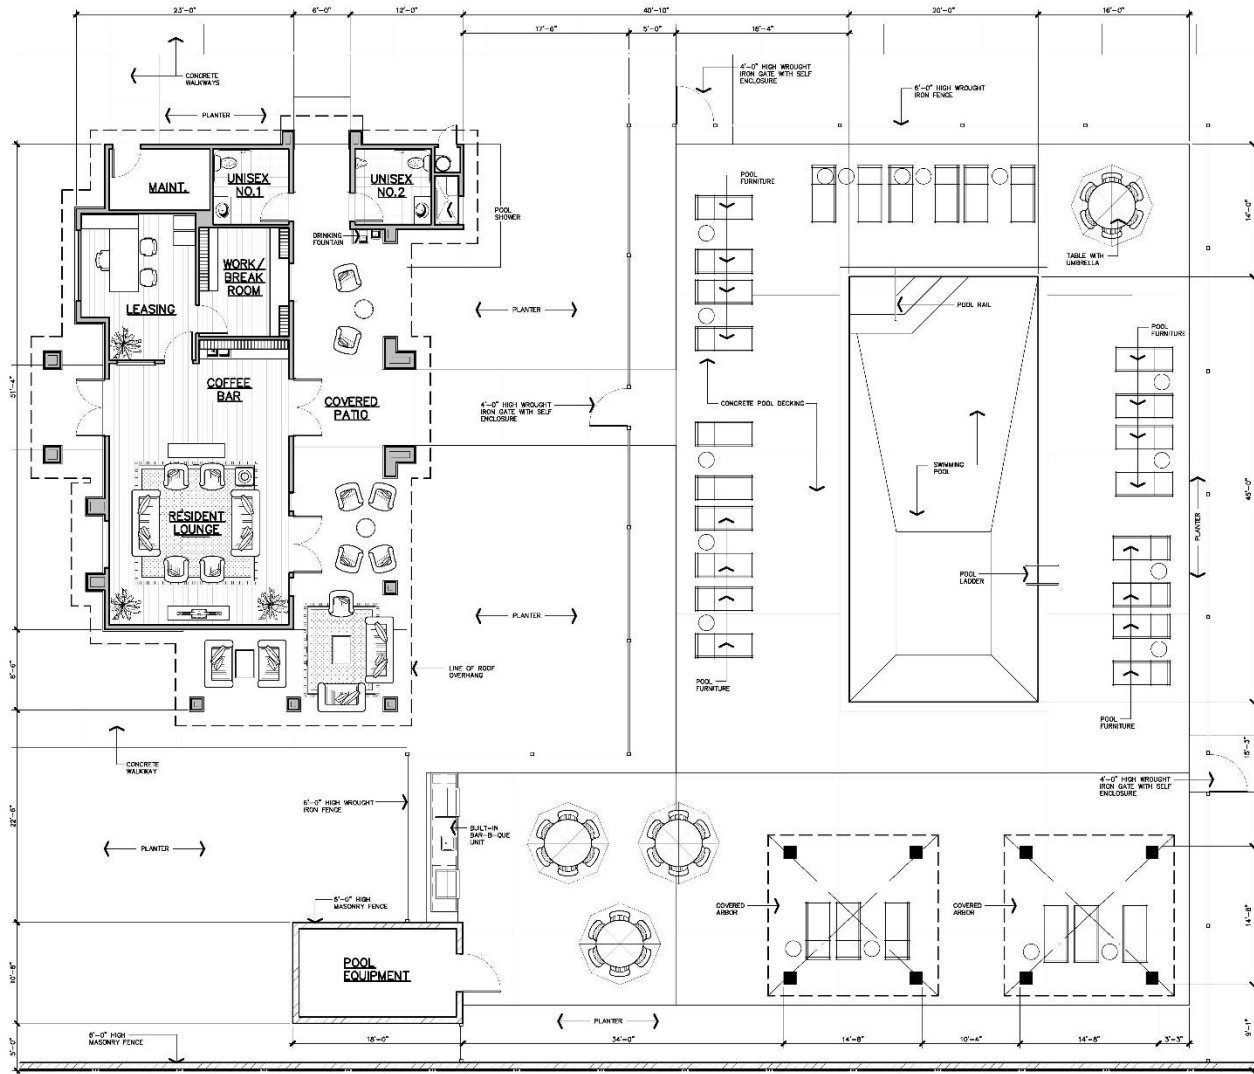 23'-0"
6'-0"
12'-0"
40'-10"
20'-0"
16'-0"
17'-6"
5'-0"
18'-4"
CONCRETE
WALKWAYS
PLANTER
4'-0" HIGH WROUGHT
IRON GATE WITH SELF
ENCLOSURE
6'-0" HIGH WROUGHT
IRON FENCE
MAINT.
UNISEX
NO.1
UNISEX
NO.2
POOL
SHOWER
DRINKING
FOUNTAIN
POOL
FURNITURE
TABLE WITH
UMBRELLA
14'-0"
WORK/
BREAK
ROOM
LEASING
PLANTER
POOL RAIL
POOL
FURNITURE
51'-4"
COFFEE
BAR
COVERED
PATIO
4'-0" HIGH WROUGHT
IRON GATE WITH SELF
ENCLOSURE
CONCRETE POOL DECKING
SWIMMING
POOL
45'-0"
PLANTER
RESIDENT
LOUNGE
POOL
LADDER
PLANTER
LINE OF ROOF
OVERHANG
POOL
FURNITURE
POOL
FURNITURE
CONCRETE
WALKWAY
15'-3"
4'-0" HIGH WROUGHT
IRON GATE WITH SELF
ENCLOSURE
6'-0" HIGH WROUGHT
IRON FENCE
22'-8"
BUILT-IN
BAR-B-QUE
UNIT
PLANTER
COVERED
ARBOR
COVERED
ARBOR
14'-8"
HIGH
MASONRY FENCE
POOL
EQUIPMENT
10'-8"
PLANTER
HIGH
MASONRY FENCE
5'-0"
18'-0"
34'-0"
14'-8"
10'-4"
14'-8"
3'-3"
9'-1"